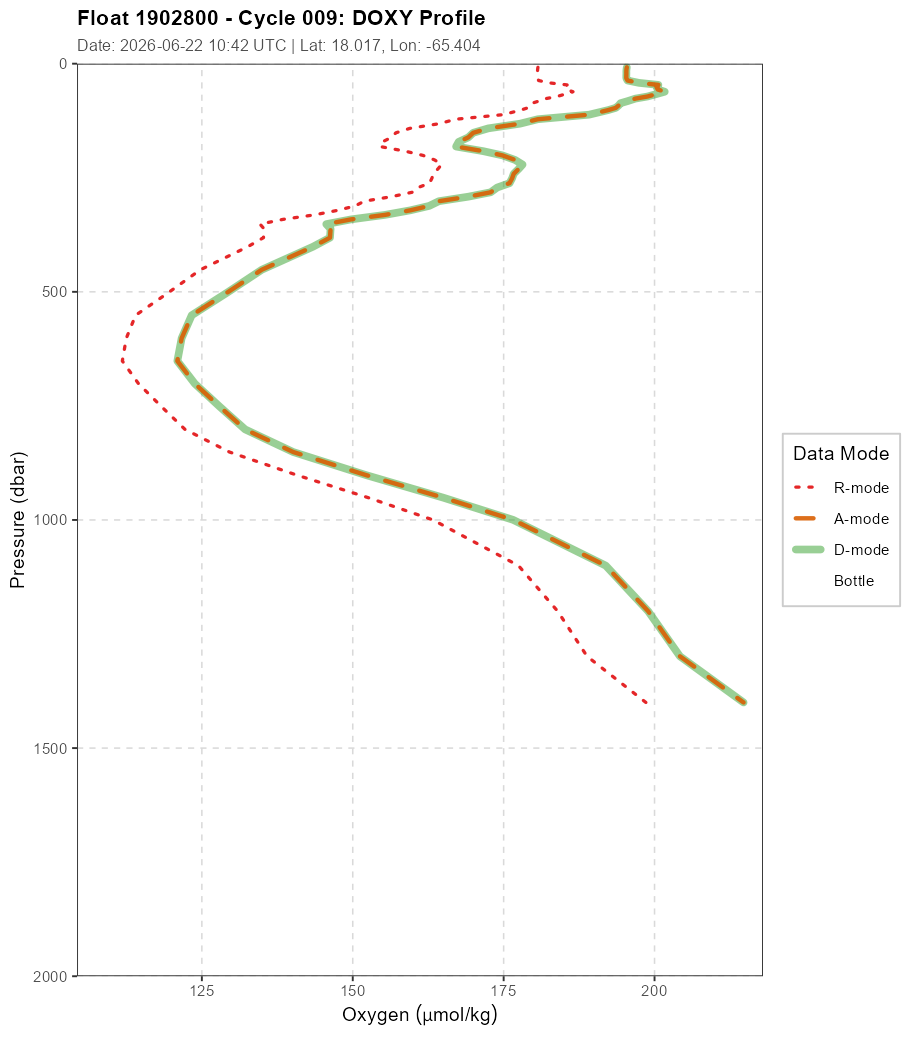 Float 1902800 - Cycle 009: DOXY Profile
Date: 2026-06-22 10:42 UTC | Lat: 18.017, Lon: -65.404
0
500
1000
1500
2000
Pressure (dbar)
125 150 175 200
Oxygen (µmol/kg)
Data Mode
R-mode
A-mode
D-mode
Bottle